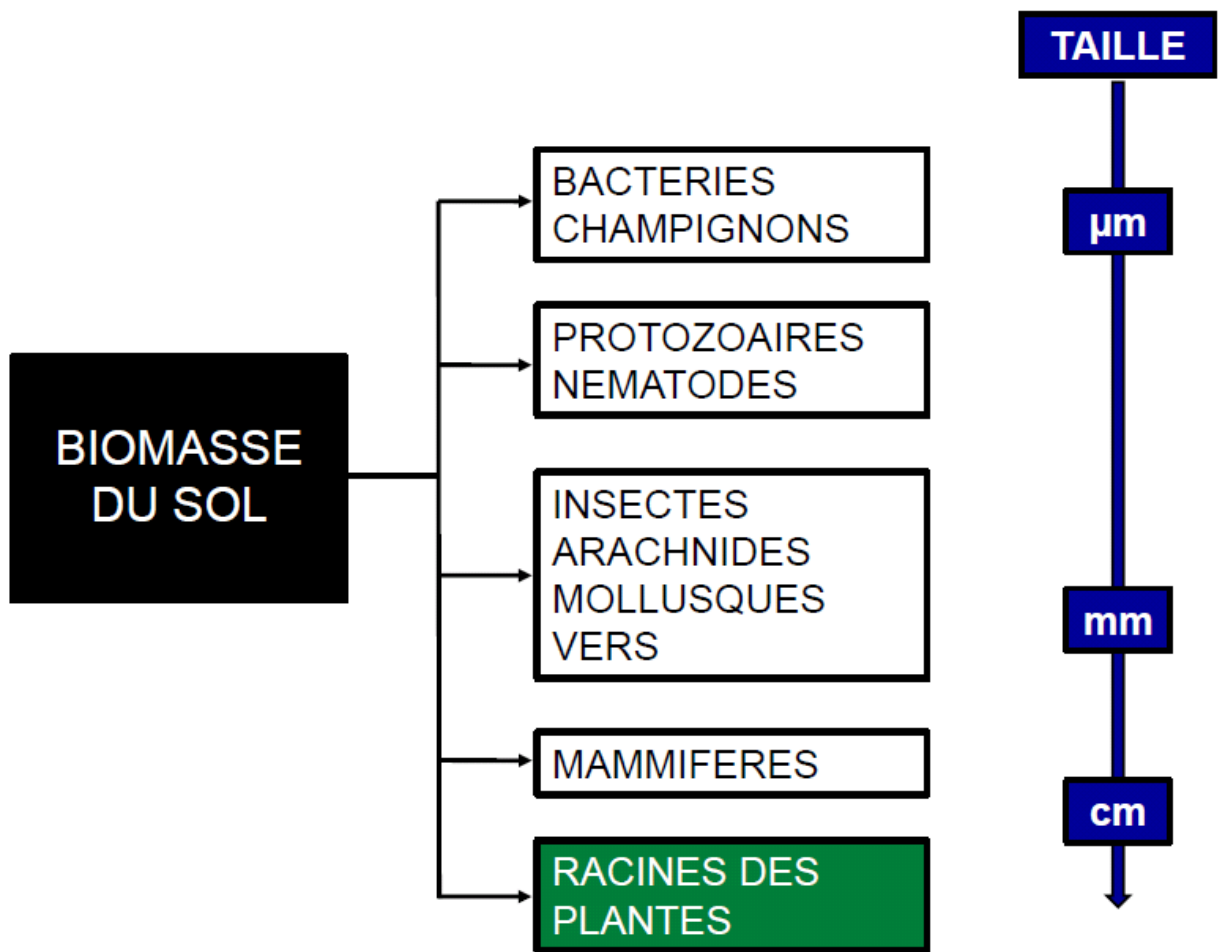 TAILLE
BACTERIES
CHAMPIGNONS
µm
PROTOZOAIRES
NEMATODES
BIOMASSE
DU SOL
INSECTES
ARACHNIDES
MOLLUSQUES
VERS
mm
MAMMIFERES
cm
RACINES DES
PLANTES